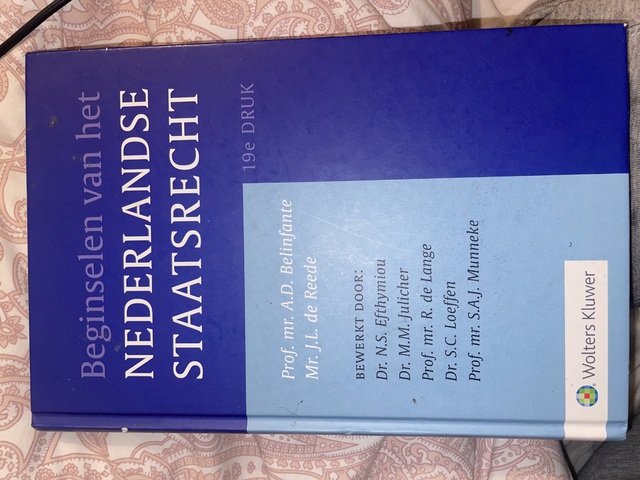 Beginselen van het
NEDERLANDSE
STAATSRECHT
19e DRUK
Prof. mr. A.D. Belinfante
Mr. J.L. de Reede
BEWERKT DOOR:
Dr. N.S. Efthymiou
Dr. M.M. Julicher
Prof. mr. R. de Lange
Dr. S.C. Loeffen
Prof. mr. S.A.J. Munneke
Wolters Kluwer